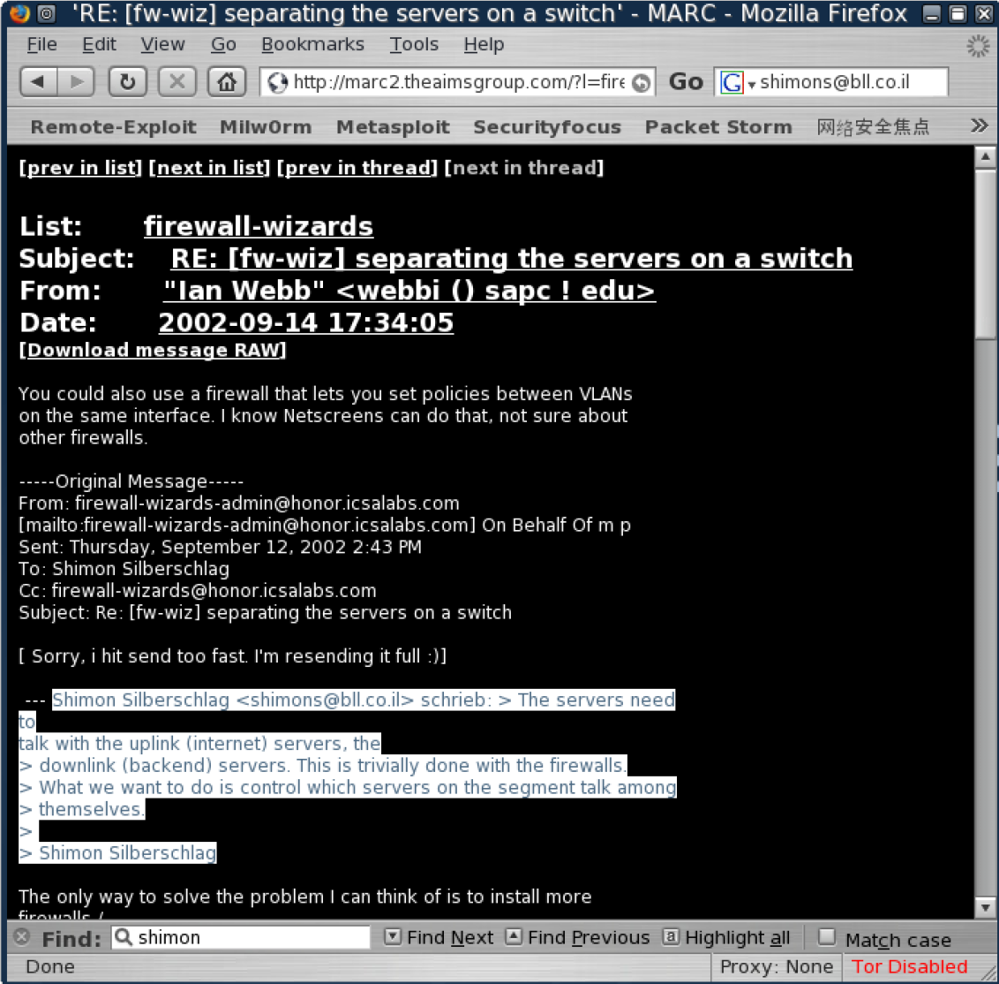 'RE: [fw-wiz] separating the servers on a switch' - MARC - Mozilla Firefox
File Edit View Go Bookmarks Tools Help
http://marc2.theaimsgroup.com/?l=fire Go G shimons@bll.co.il
Remote-Exploit Milw0rm Metasploit Securityfocus Packet Storm 网络安全焦点 »
[prev in list] [next in list] [prev in thread] [next in thread]
List: firewall-wizards
Subject: RE: [fw-wiz] separating the servers on a switch
From: "Ian Webb" <webbi () sapc ! edu>
Date: 2002-09-14 17:34:05
[Download message RAW]
You could also use a firewall that lets you set policies between VLANs
on the same interface. I know Netscreens can do that, not sure about
other firewalls.
-----Original Message-----
From: firewall-wizards-admin@honor.icsalabs.com
[mailto:firewall-wizards-admin@honor.icsalabs.com] On Behalf Of m p
Sent: Thursday, September 12, 2002 2:43 PM
To: Shimon Silberschlag
Cc: firewall-wizards@honor.icsalabs.com
Subject: Re: [fw-wiz] separating the servers on a switch
[ Sorry, i hit send too fast. I'm resending it full :)]
--- Shimon Silberschlag <shimons@bll.co.il> schrieb: > The servers need
to
talk with the uplink (internet) servers, the
> downlink (backend) servers. This is trivially done with the firewalls.
> What we want to do is control which servers on the segment talk among
> themselves.
>
> Shimon Silberschlag
The only way to solve the problem I can think of is to install more
firewalls /
Find: shimon Find Next Find Previous a Highlight all Match case
Done Proxy: None Tor Disabled